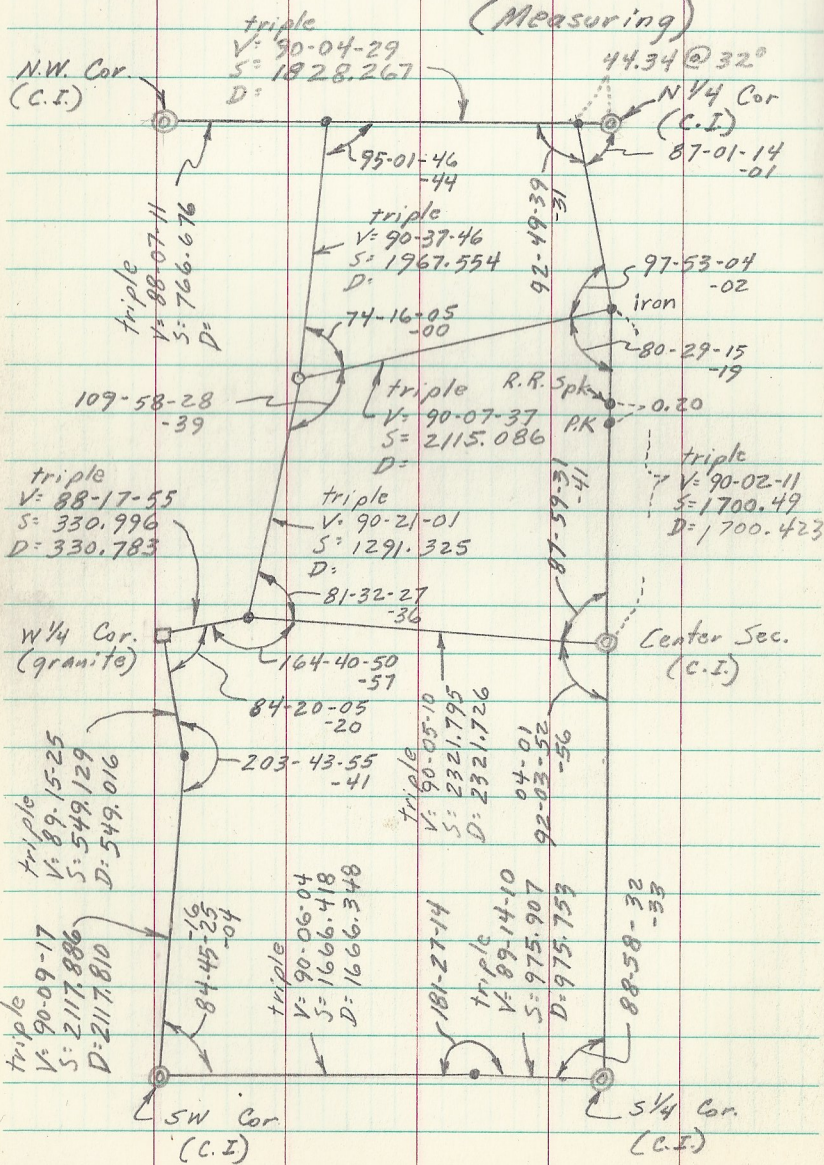 (Measuring)
triple
V= 90-04-29
S= 1928.267
D=
44.34 @ 32°
N.W. Cor.
(C.I.)
N 1/4 Cor
(C.I.)
87-01-14
-01
95-01-46
-44
92-49-39
-31
triple
V= 88-07-11
S= 766.676
D=
triple
V= 90-37-46
S= 1967.554
D:
97-53-04
-02
iron
74-16-05
-00
80-29-15
-19
109-58-28
-39
triple
V= 90-07-37
S= 2115.086
D=
R.R. Spk
P.K
0.20
triple
V= 88-17-55
S= 330.996
D= 330.783
triple
V= 90-21-01
S= 1291.325
D:
87-59-31
-41
triple
V= 90-02-11
S= 1700.49
D= 1700.423
81-32-27
-36
W 1/4 Cor.
(granite)
164-40-50
-57
Center Sec.
(C.I.)
84-20-05
-20
203-43-55
-41
triple
V= 89-15-25
S= 549.129
D= 549.016
triple
V= 90-05-10
S= 2321.795
D= 2321.726
04-01
92-03-52
-56
triple
V= 90-09-17
S= 2117.886
D= 2117.810
-16
84-45-25
-04
triple
V= 90-06-04
S= 1666.418
D= 1666.348
181-27-14
triple
V= 89-14-10
S= 975.907
D= 975.753
88-58-32
-33
SW Cor.
(C.I.)
S 1/4 Cor.
(C.I.)